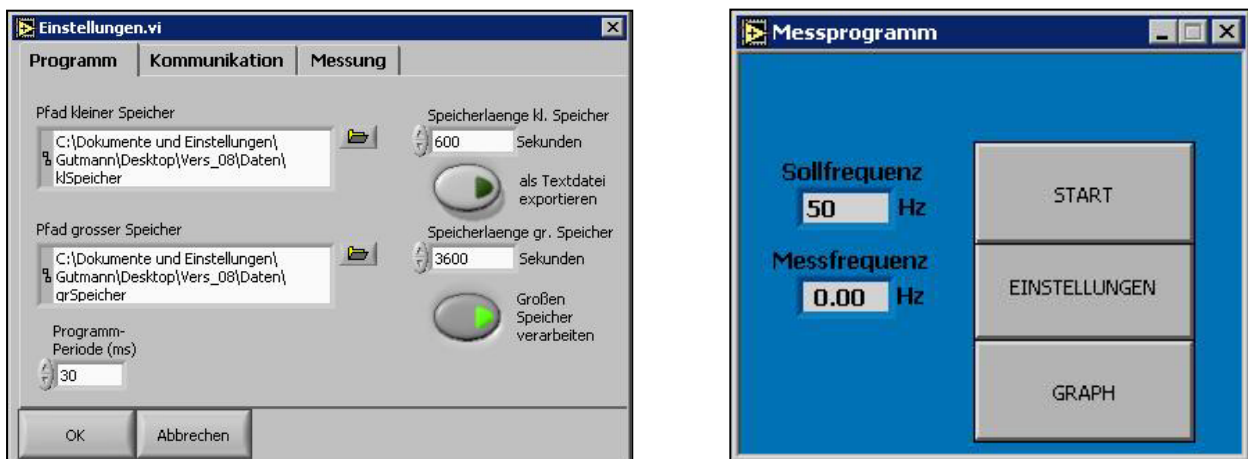 Einstellungen.vi
Programm
Kommunikation
Messung
Pfad kleiner Speicher
C:\Dokumente und Einstellungen\
Gutmann\Desktop\Vers_08\Daten\
klSpeicher
Speicherlaenge kl. Speicher
600 Sekunden
als Textdatei
exportieren
Pfad grosser Speicher
C:\Dokumente und Einstellungen\
Gutmann\Desktop\Vers_08\Daten\
grSpeicher
Speicherlaenge gr. Speicher
3600 Sekunden
Großen
Speicher
verarbeiten
Programm-
Periode (ms)
30
OK
Abbrechen
Messprogramm
Sollfrequenz
50 Hz
Messfrequenz
0.00 Hz
START
EINSTELLUNGEN
GRAPH